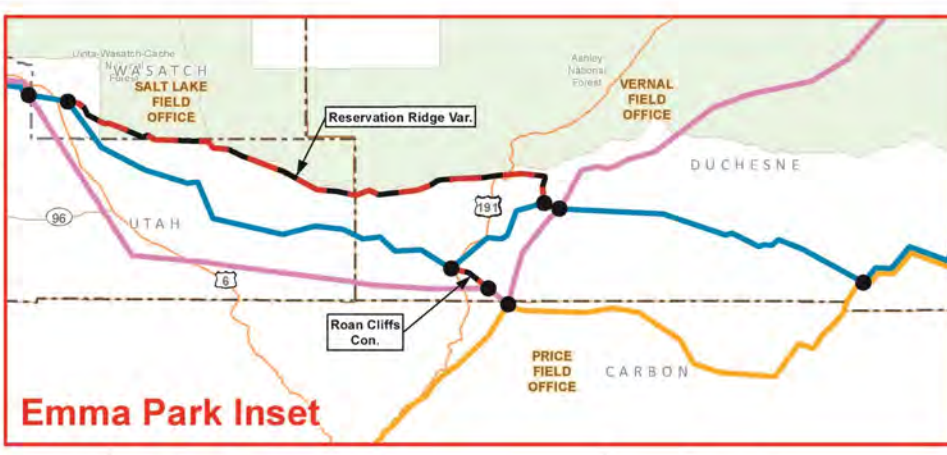 Uinta-Wasatch-Cache
National
Forest
WASATCH
SALT LAKE
FIELD
OFFICE
Ashley
National
Forest
VERNAL
FIELD
OFFICE
Reservation Ridge Var.
DUCHESNE
191
96
UTAH
6
Roan Cliffs
Con.
PRICE
FIELD
OFFICE
CARBON
Emma Park Inset